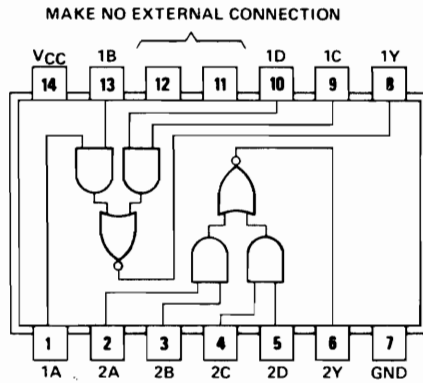 MAKE NO EXTERNAL CONNECTION
VCC 1B 1D 1C 1Y
14 13 12 11 10 9 8
1 2 3 4 5 6 7
1A 2A 2B 2C 2D 2Y GND